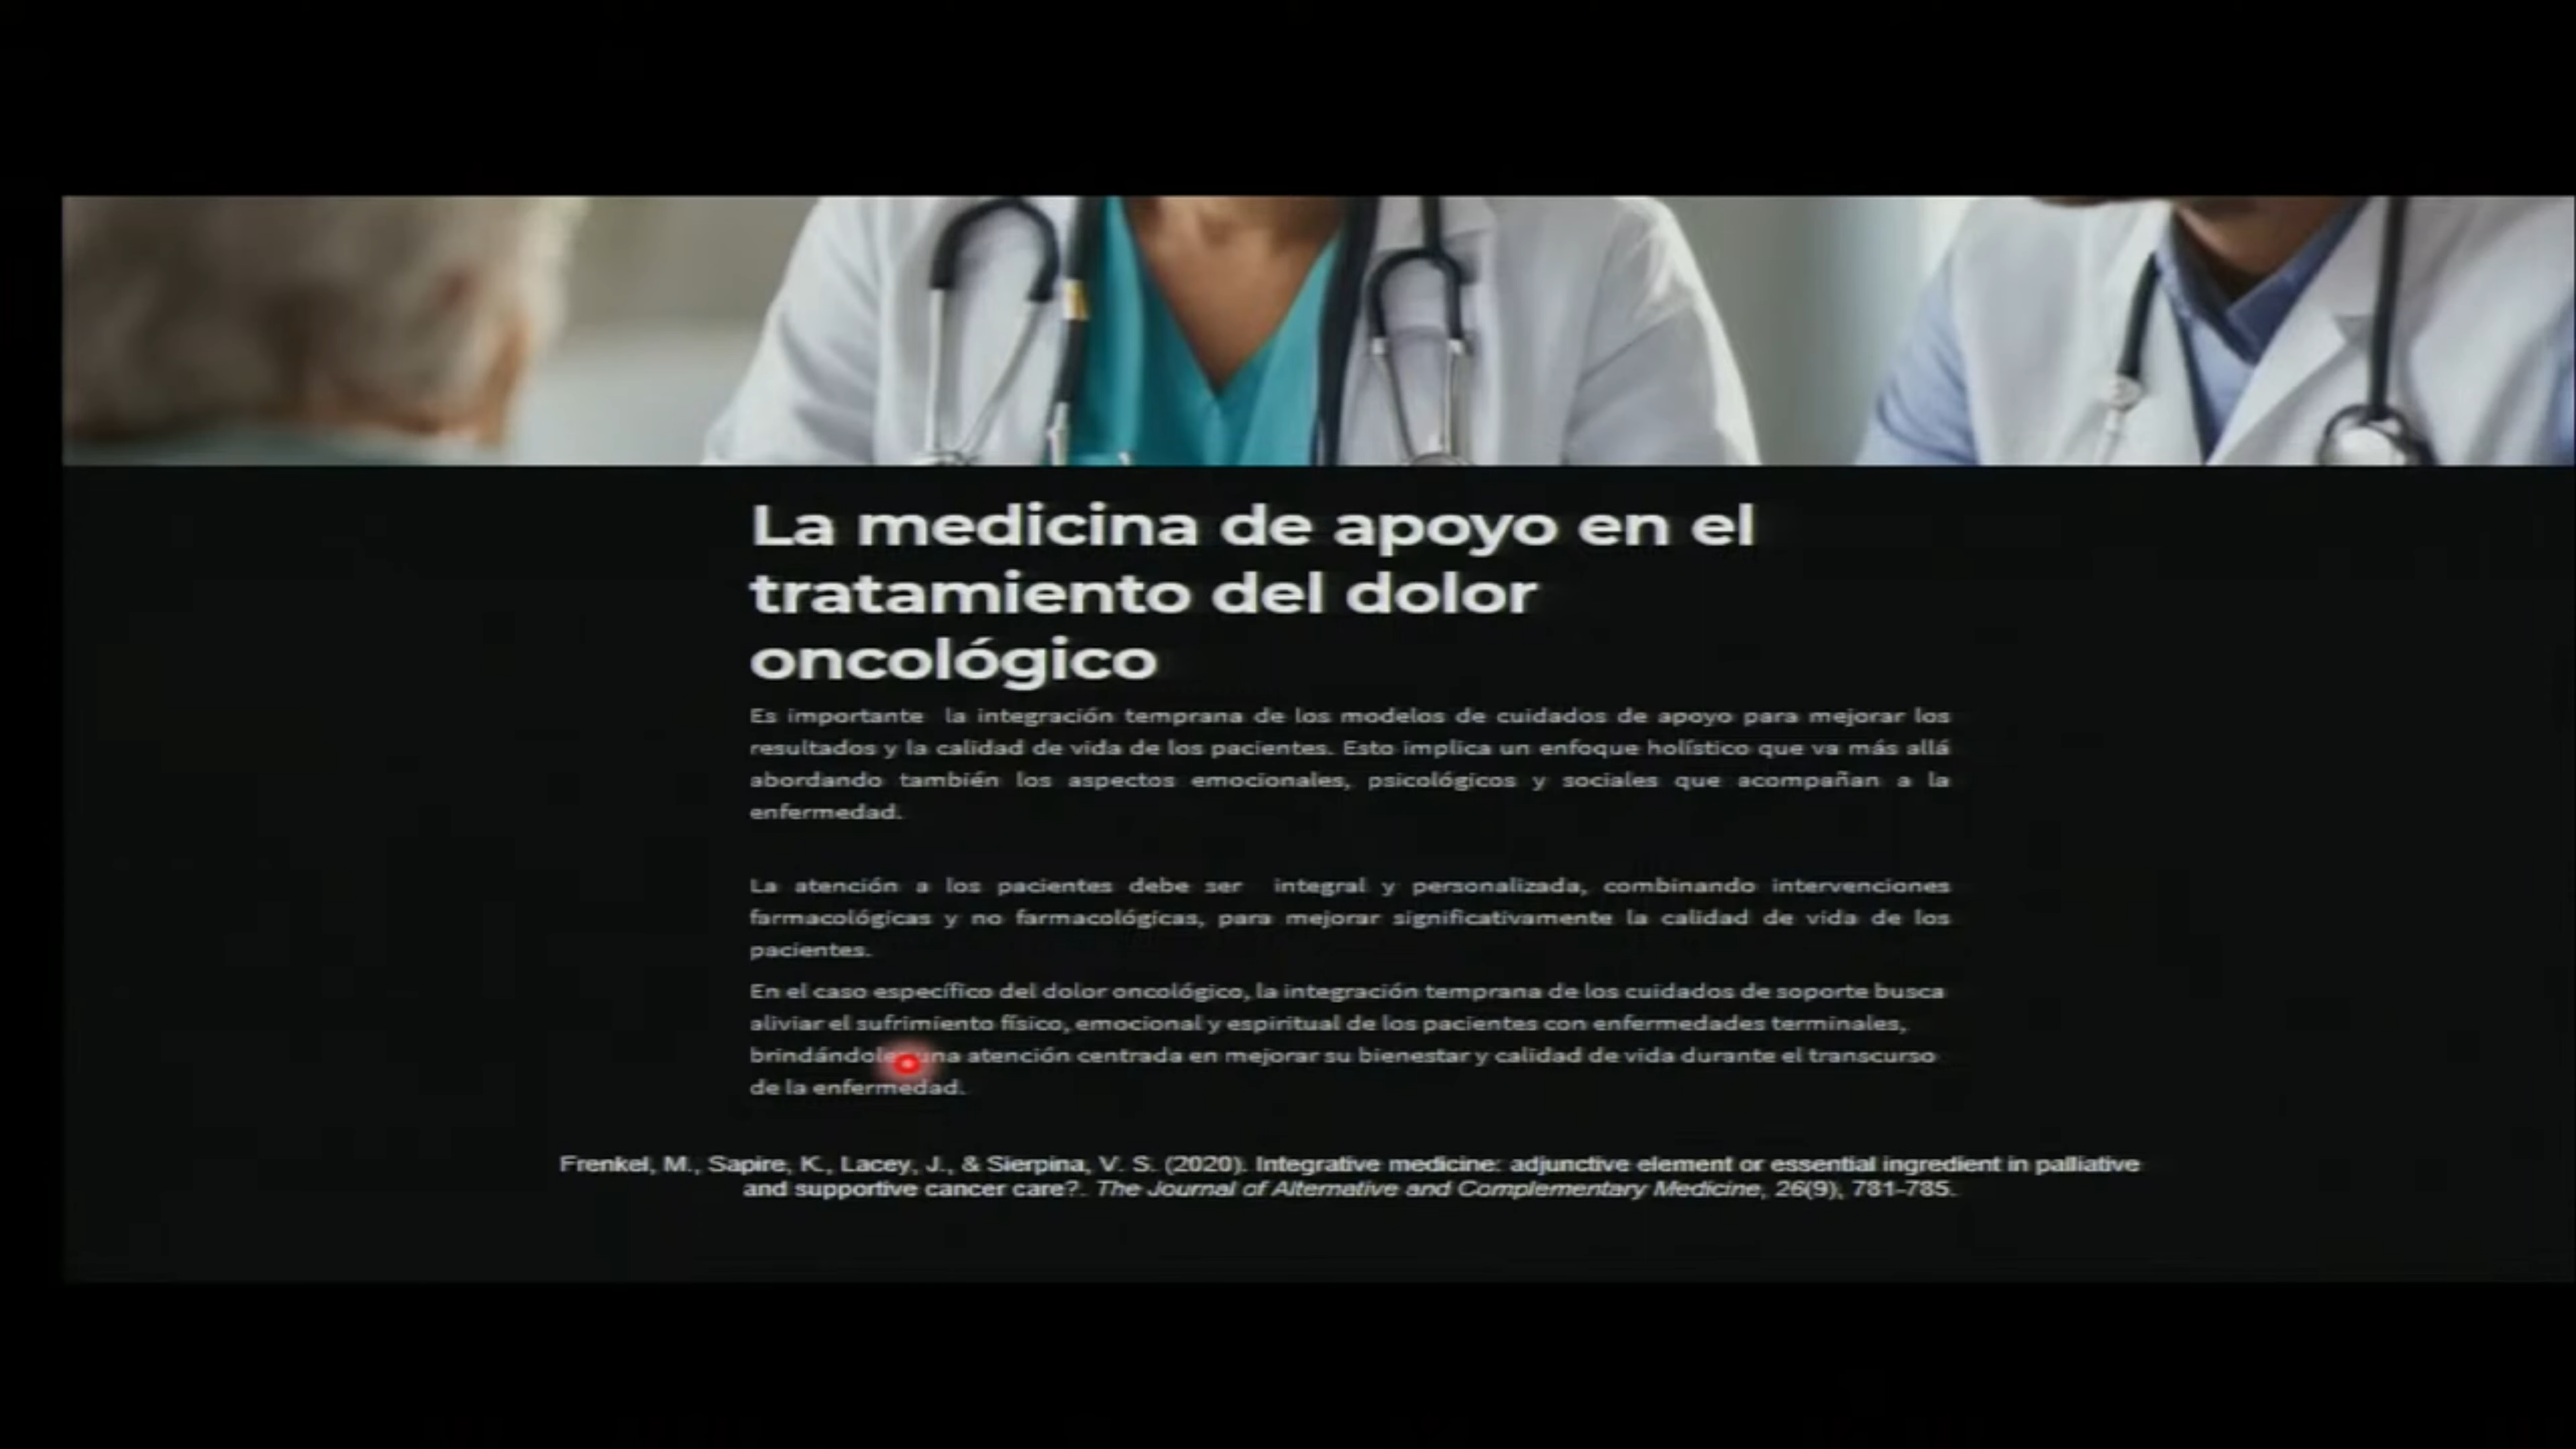 La medicina de apoyo en el
tratamiento del dolor
oncológico
Es importante la integración temprana de los modelos de cuidados de apoyo para mejorar los
resultados y la calidad de vida de los pacientes. Esto implica un enfoque holístico que va más allá
abordando también los aspectos emocionales, psicológicos y sociales que acompañan a la
enfermedad.
La atención a los pacientes debe ser integral y personalizada, combinando intervenciones
farmacológicas y no farmacológicas, para mejorar significativamente la calidad de vida de los
pacientes.
En el caso específico del dolor oncológico, la integración temprana de los cuidados de soporte busca
aliviar el sufrimiento físico, emocional y espiritual de los pacientes con enfermedades terminales,
una atención centrada en mejorar su bienestar y calidad de vida durante el transcurso
de la enfermedad.
Frenkel, M., Sapire, K., Lacey, J., & Sierpina, V. S. (2020). Integrative medicine: adjunctive element or essential ingredient in palliative
and supportive cancer care?. The Journal of Alternative and Complementary Medicine, 26(9), 781-785.